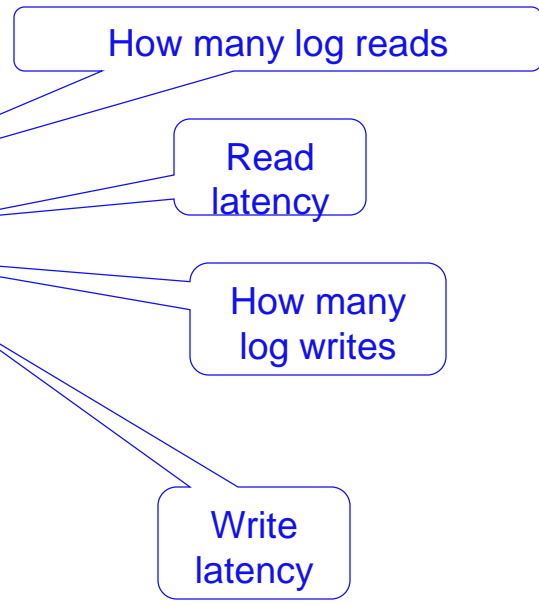 How many log reads
Read
latency
How many
log writes
Write
latency